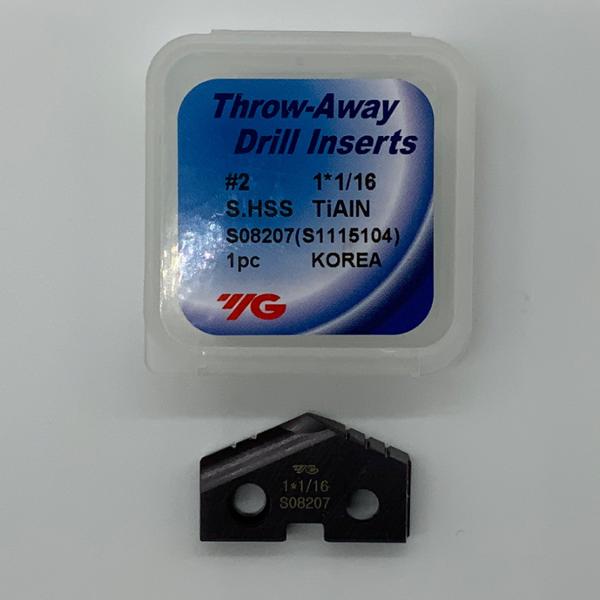 Throw-Away
Drill Inserts
#2 1*1/16
S.HSS TiAIN
S08207(S1115104)
1pc KOREA
YG
YG
1*1/16
S08207